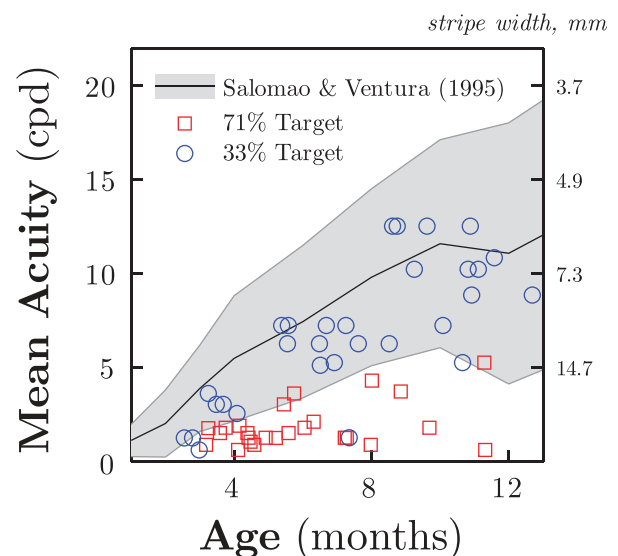 stripe width, mm
Salomao & Ventura (1995)
71% Target
33% Target
Mean Acuity (cpd)
20
15
10
5
0
3.7
4.9
7.3
14.7
4
8
12
Age (months)